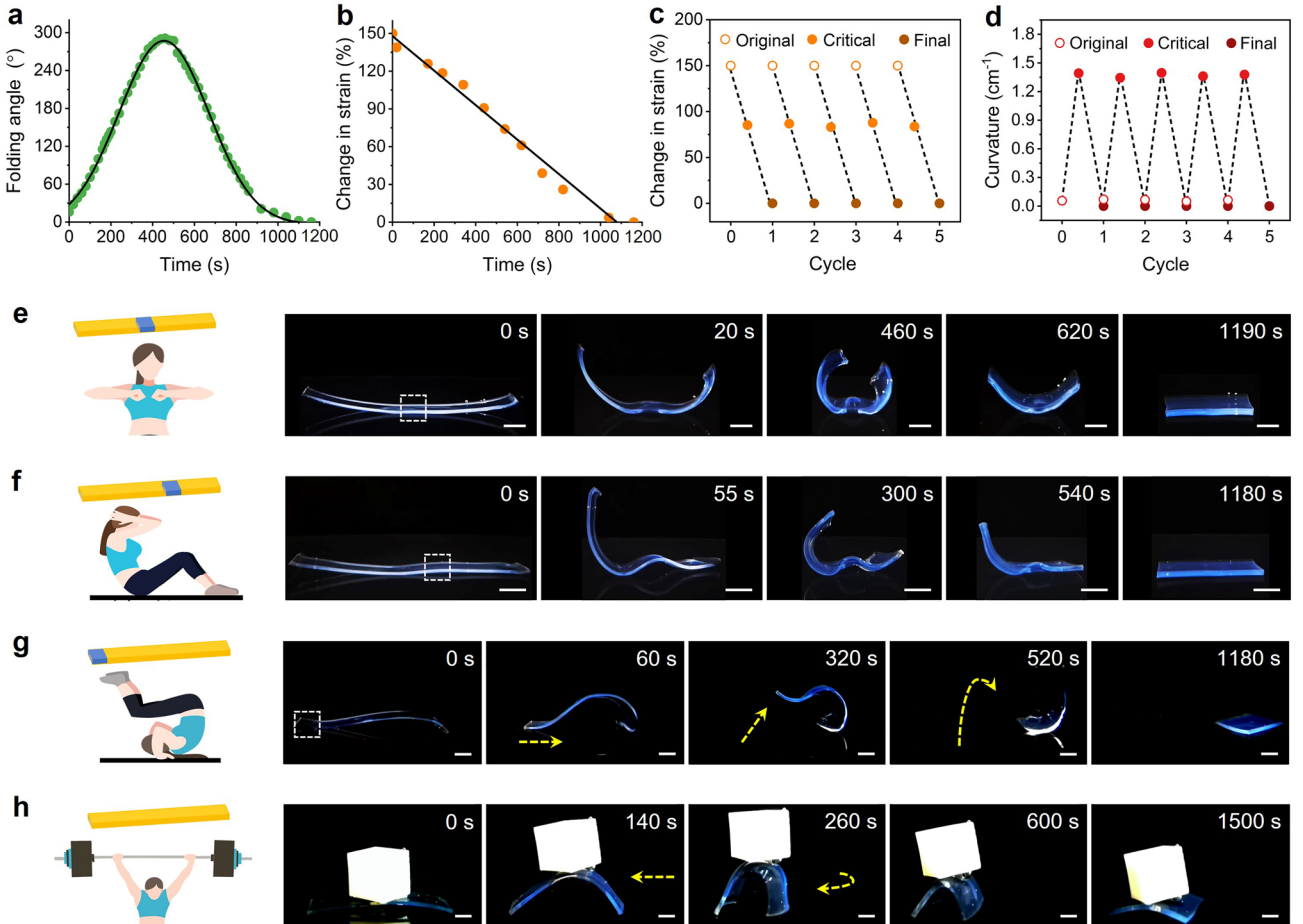 a
300
240
180
120
60
0
Folding angle (°)
0 200 400 600 800 1000 1200
Time (s)
b
150
120
90
60
30
0
Change in strain (%)
0 200 400 600 800 1000 1200
Time (s)
c
200
150
100
50
0
Change in strain (%)
Original Critical Final
0 1 2 3 4 5
Cycle
d
1.8
1.5
1.2
0.9
0.6
0.3
0.0
Curvature (cm⁻¹)
Original Critical Final
0 1 2 3 4 5
Cycle
e
0 s 20 s 460 s 620 s 1190 s
f
0 s 55 s 300 s 540 s 1180 s
g
0 s 60 s 320 s 520 s 1180 s
h
0 s 140 s 260 s 600 s 1500 s